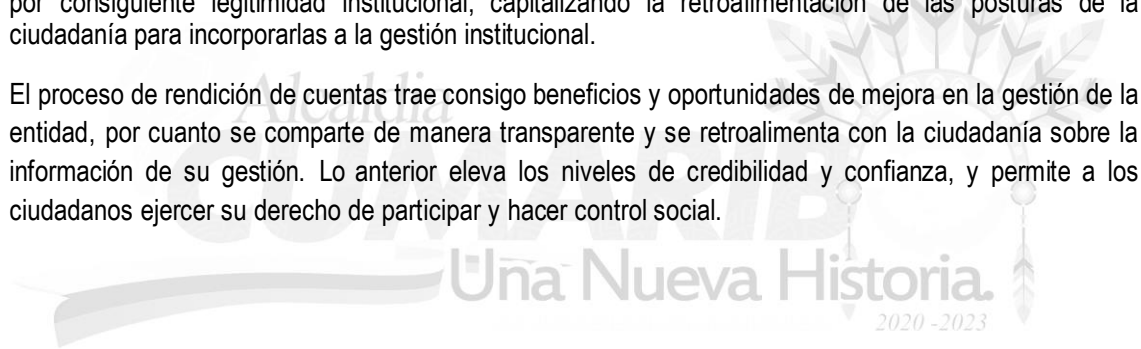 por consiguiente legitimidad institucional, capitalizando la retroalimentación de las posturas de la
ciudadanía para incorporarlas a la gestión institucional.
El proceso de rendición de cuentas trae consigo beneficios y oportunidades de mejora en la gestión de la
entidad, por cuanto se comparte de manera transparente y se retroalimenta con la ciudadanía sobre la
información de su gestión. Lo anterior eleva los niveles de credibilidad y confianza, y permite a los
ciudadanos ejercer su derecho de participar y hacer control social.
Alcaldía
CUMARIBO
Una Nueva Historia.
2020 -2023